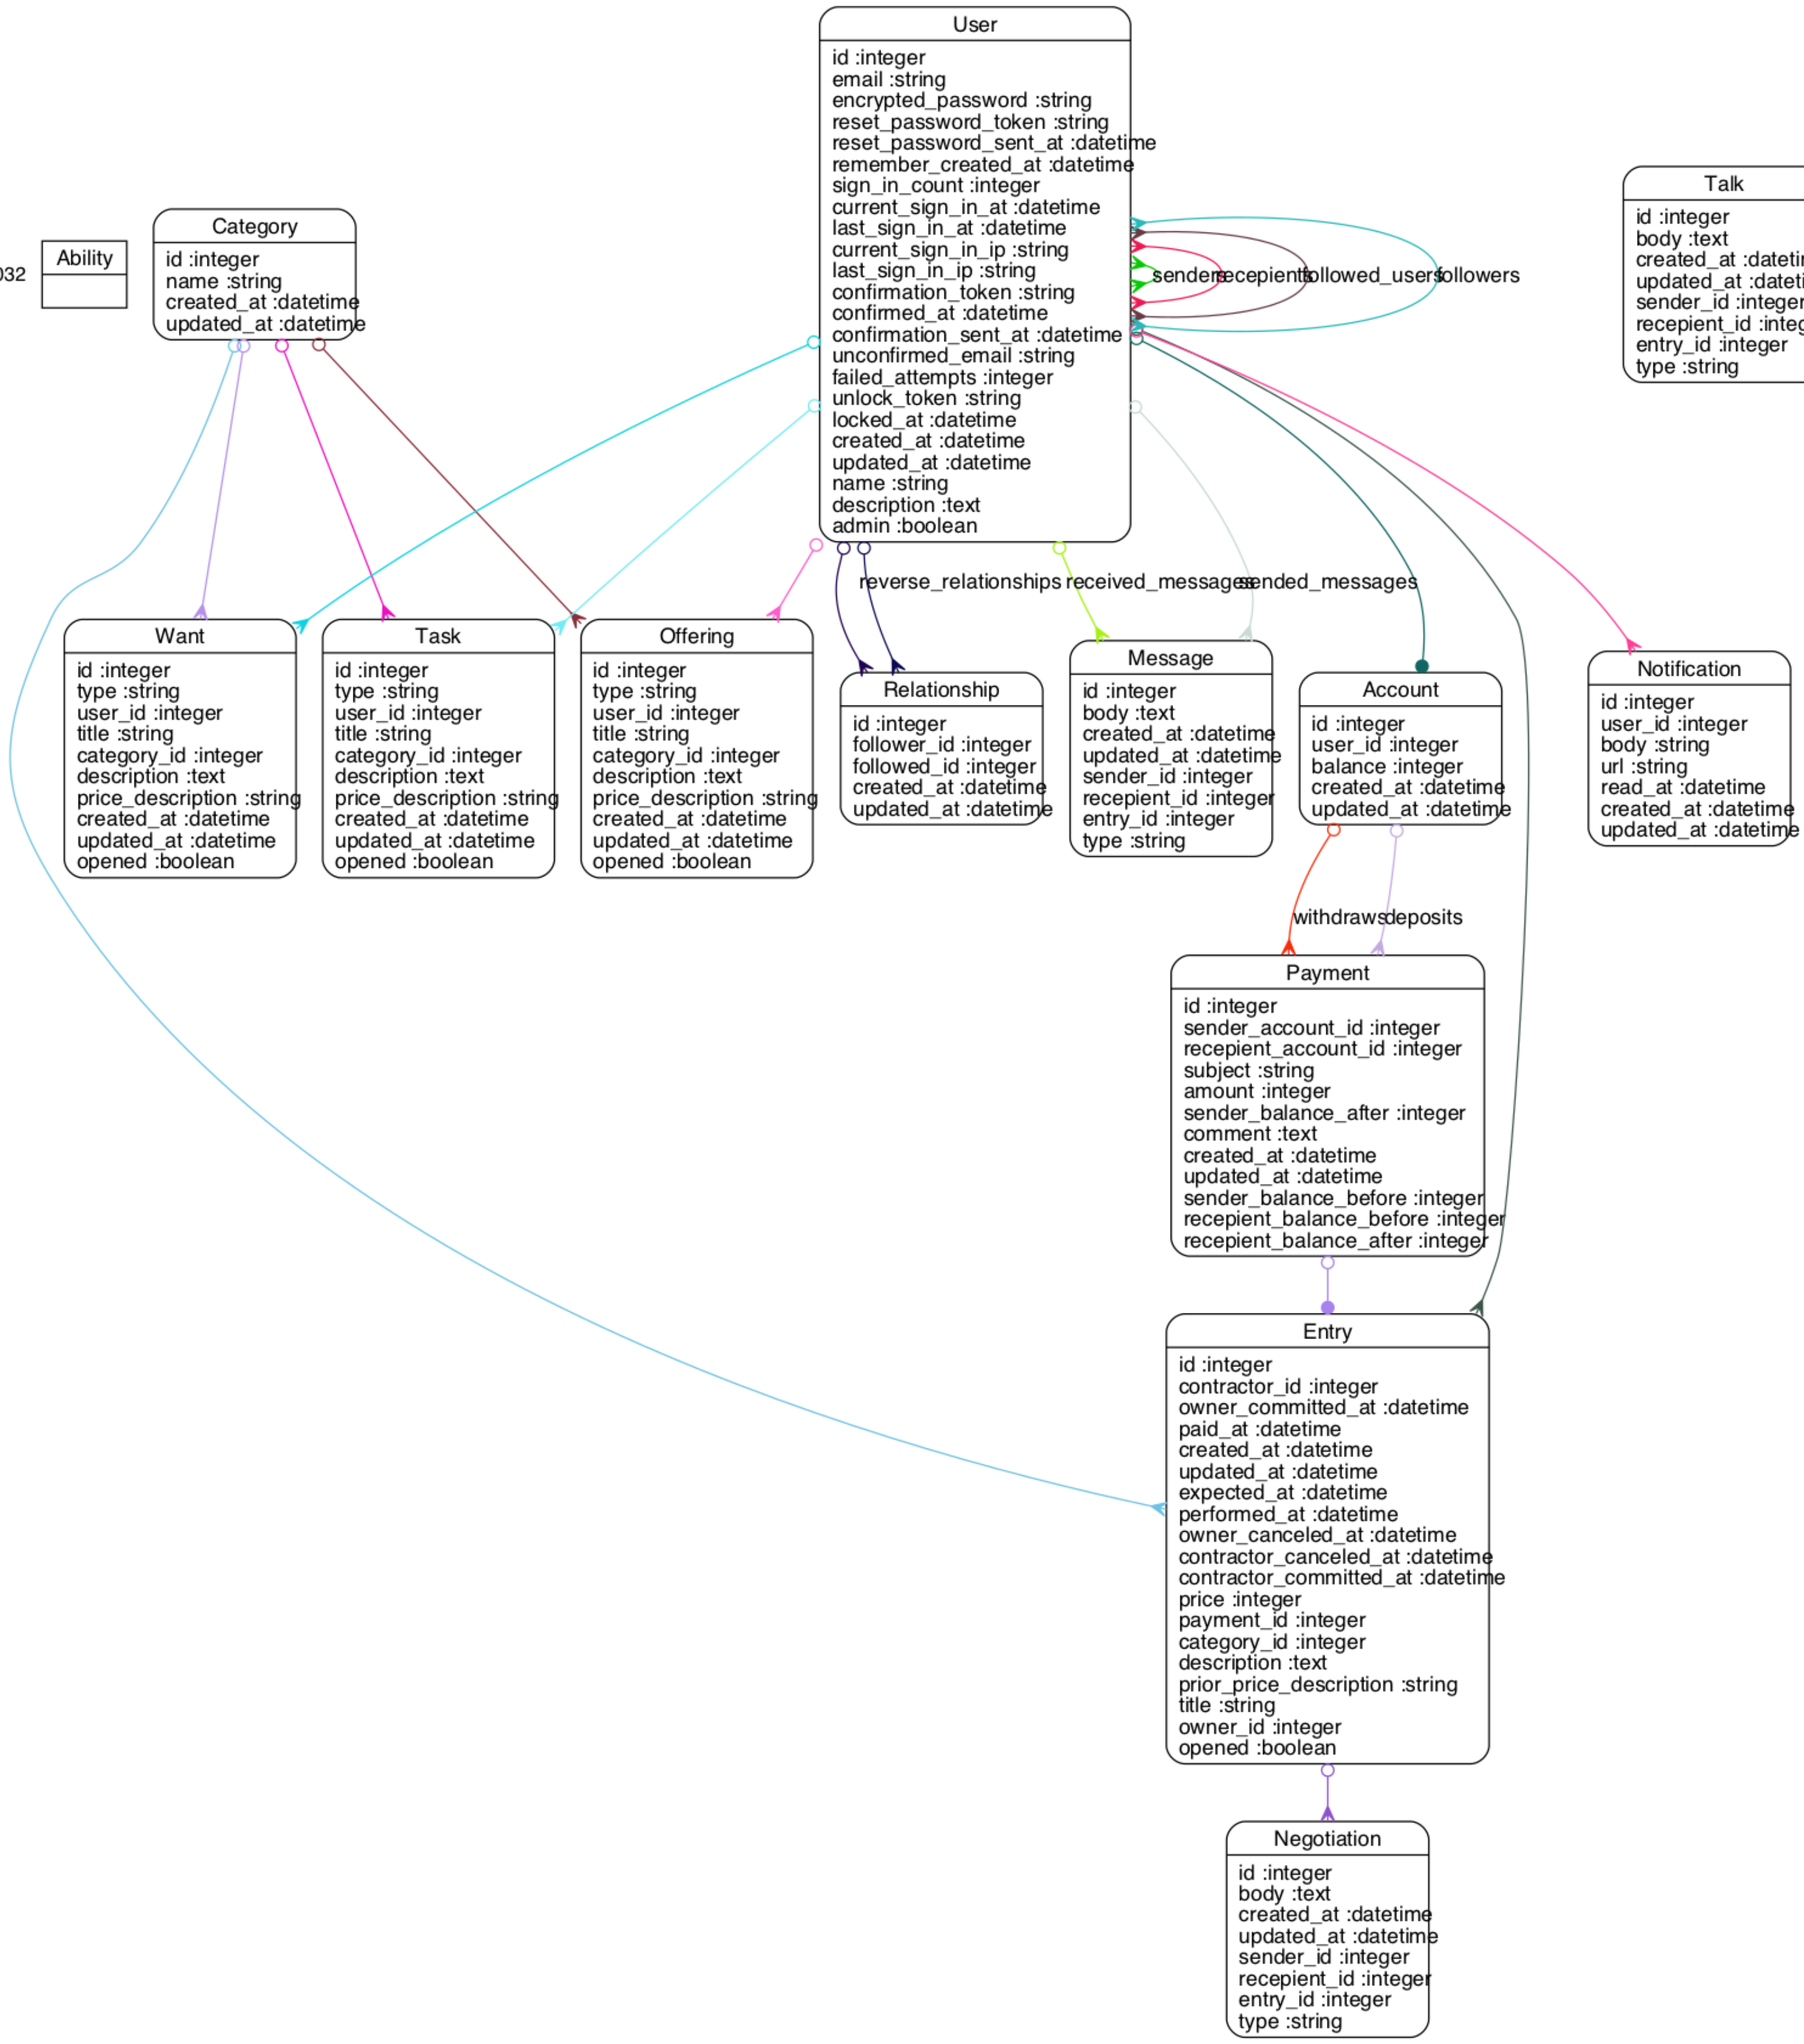 User
id :integer
email :string
encrypted_password :string
reset_password_token :string
reset_password_sent_at :datetime
remember_created_at :datetime
sign_in_count :integer
current_sign_in_at :datetime
last_sign_in_at :datetime
current_sign_in_ip :string
last_sign_in_ip :string
confirmation_token :string
confirmed_at :datetime
confirmation_sent_at :datetime
unconfirmed_email :string
failed_attempts :integer
unlock_token :string
locked_at :datetime
created_at :datetime
updated_at :datetime
name :string
description :text
admin :boolean
senders
recepients
followed_users
followers
Talk
id :integer
body :text
created_at :datetim
updated_at :dateti
sender_id :integer
recepient_id :integ
entry_id :integer
type :string
032
Ability
Category
id :integer
name :string
created_at :datetime
updated_at :datetime
reverse_relationships
received_messages
sended_messages
Want
id :integer
type :string
user_id :integer
title :string
category_id :integer
description :text
price_description :string
created_at :datetime
updated_at :datetime
opened :boolean
Task
id :integer
type :string
user_id :integer
title :string
category_id :integer
description :text
price_description :string
created_at :datetime
updated_at :datetime
opened :boolean
Offering
id :integer
type :string
user_id :integer
title :string
category_id :integer
description :text
price_description :string
created_at :datetime
updated_at :datetime
opened :boolean
Relationship
id :integer
follower_id :integer
followed_id :integer
created_at :datetime
updated_at :datetime
Message
id :integer
body :text
created_at :datetime
updated_at :datetime
sender_id :integer
recepient_id :integer
entry_id :integer
type :string
Account
id :integer
user_id :integer
balance :integer
created_at :datetime
updated_at :datetime
Notification
id :integer
user_id :integer
body :string
url :string
read_at :datetime
created_at :datetime
updated_at :datetime
withdraws
deposits
Payment
id :integer
sender_account_id :integer
recepient_account_id :integer
subject :string
amount :integer
sender_balance_after :integer
comment :text
created_at :datetime
updated_at :datetime
sender_balance_before :integer
recepient_balance_before :integer
recepient_balance_after :integer
Entry
id :integer
contractor_id :integer
owner_committed_at :datetime
paid_at :datetime
created_at :datetime
updated_at :datetime
expected_at :datetime
performed_at :datetime
owner_canceled_at :datetime
contractor_canceled_at :datetime
contractor_committed_at :datetime
price :integer
payment_id :integer
category_id :integer
description :text
prior_price_description :string
title :string
owner_id :integer
opened :boolean
Negotiation
id :integer
body :text
created_at :datetime
updated_at :datetime
sender_id :integer
recepient_id :integer
entry_id :integer
type :string